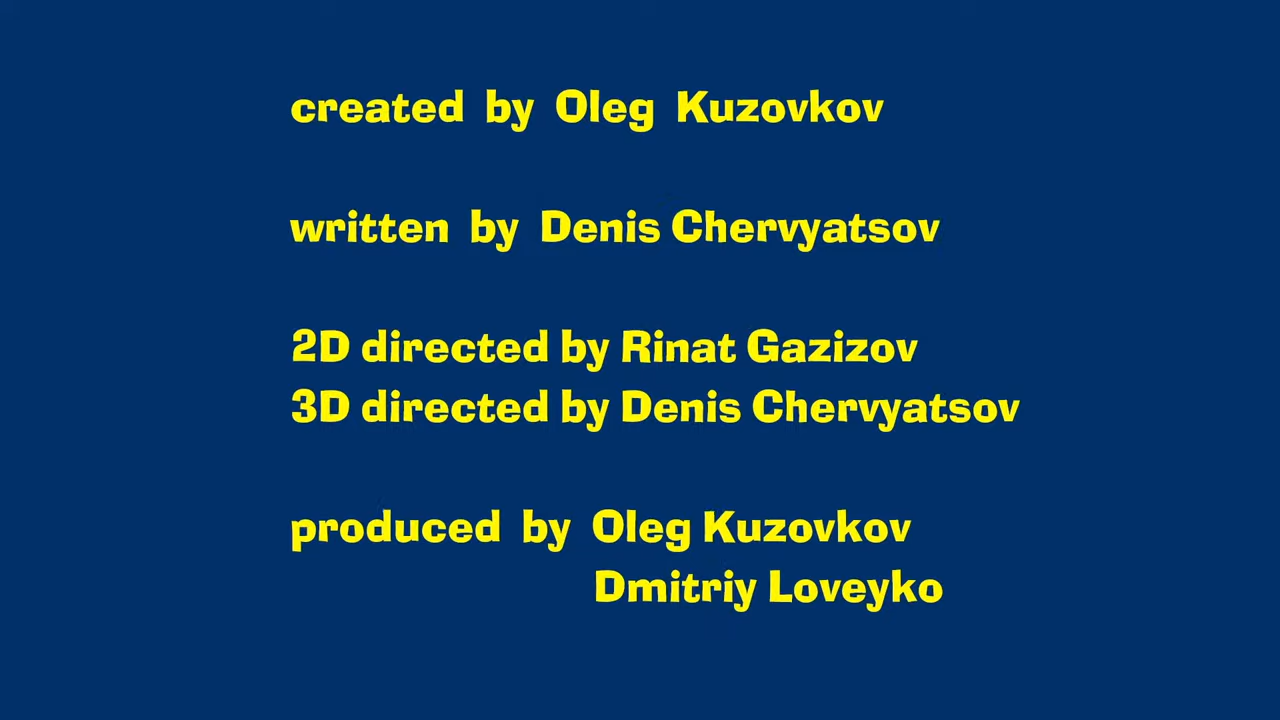 created by Oleg Kuzovkov
written by Denis Chervyatsov
2D directed by Rinat Gazizov
3D directed by Denis Chervyatsov
produced by Oleg Kuzovkov
Dmitriy Loveyko